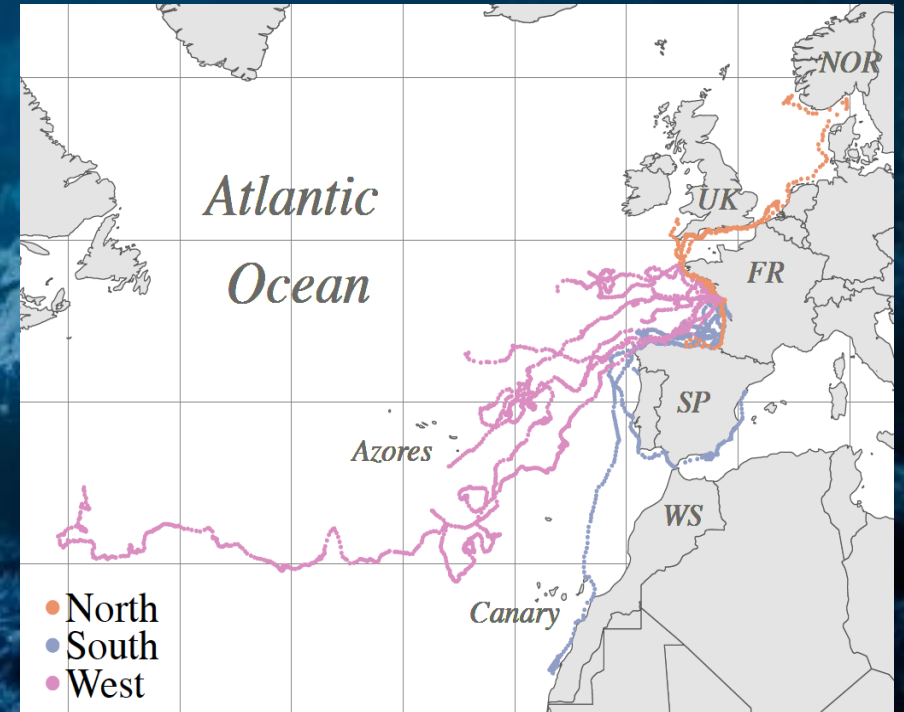 NOR
Atlantic
UK
Ocean
FR
SP
Azores
WS
Canary
North
South
West